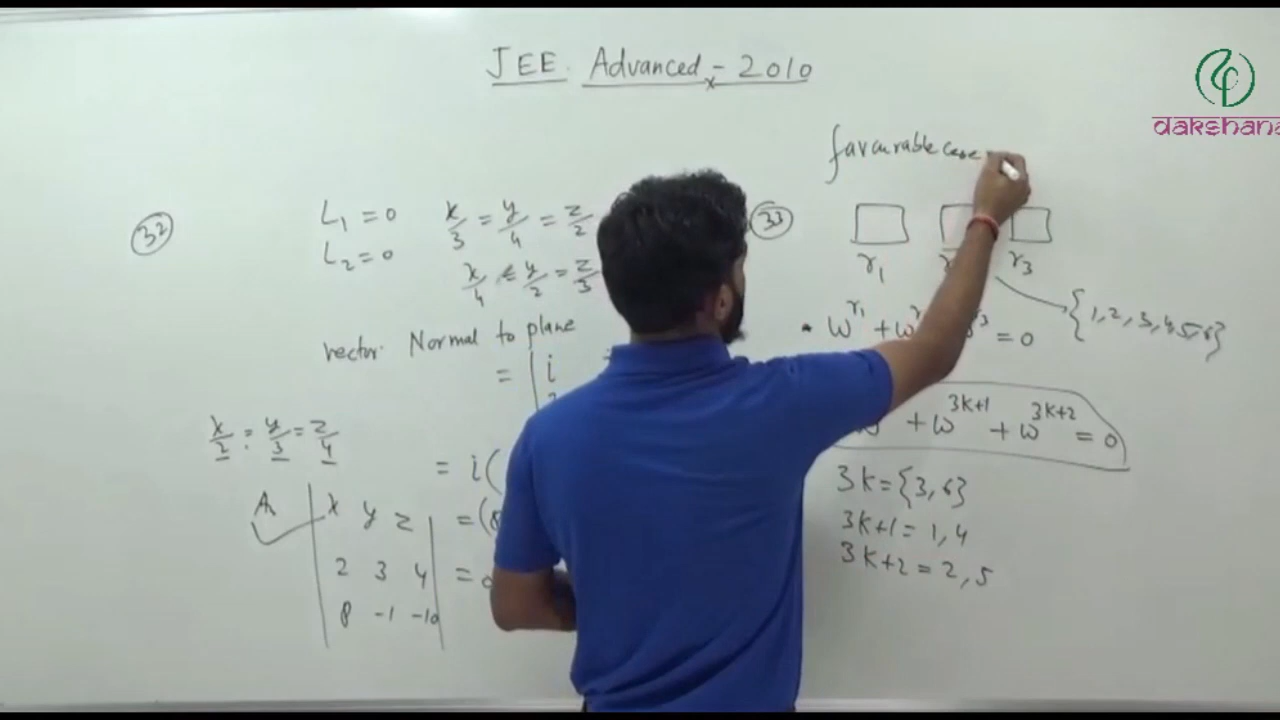 JEE Advanced - 2010
dakshana
32
L₁ = 0
L₂ = 0
x/3 = y/4 = z/2
x/4 = y/2 = z/3
vector Normal to plane
= | i
x/2 = y/3 = z/4
= i(
A
x y z
2 3 4
8 -1 -10
= (8
= 0
33
favourable case
r₁
r₃
{1, 2, 3, 4, 5, 6}
ω^r₁ + ω^r = 0
+ ω^3k+1 + ω^3k+2 = 0
3k = {3, 6}
3k+1 = 1, 4
3k+2 = 2, 5